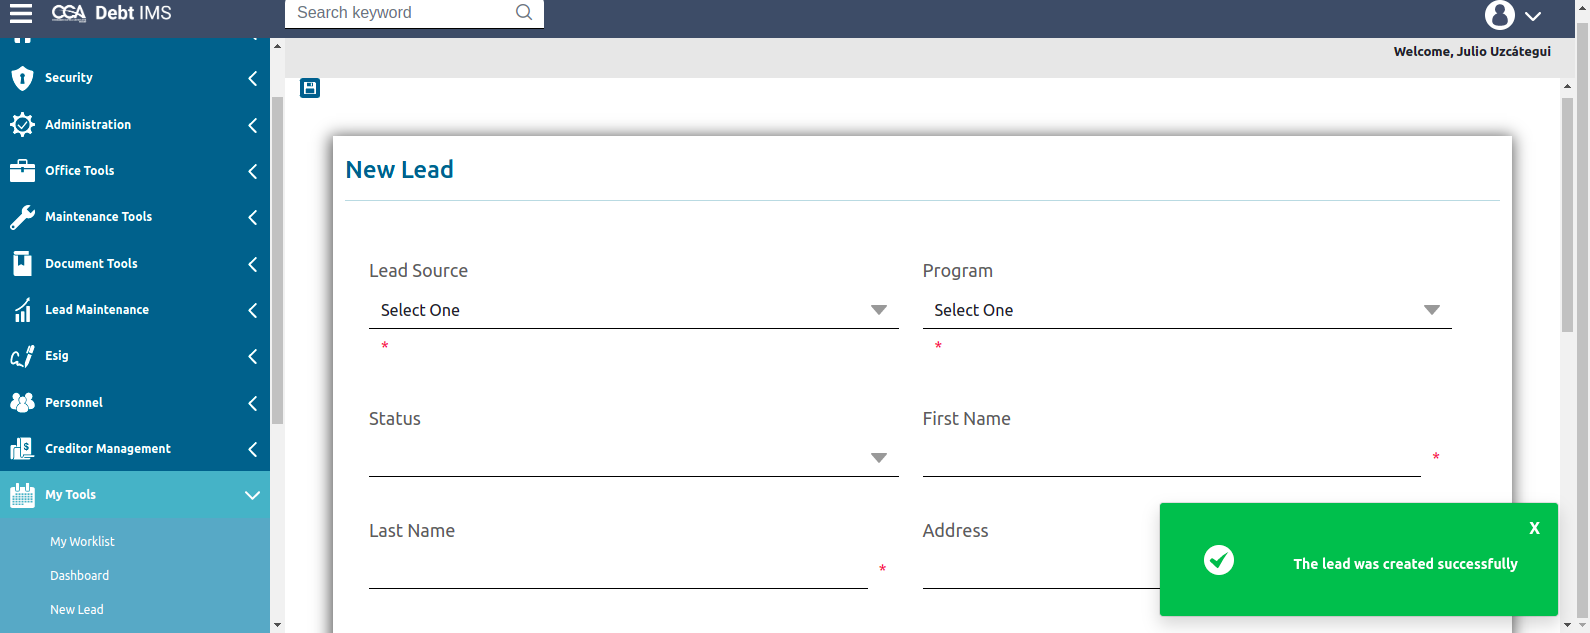 CGA Debt IMS
Search keyword
Welcome, Julio Uzcátegui
Security
Administration
Office Tools
Maintenance Tools
Document Tools
Lead Maintenance
Esig
Personnel
Creditor Management
My Tools
My Worklist
Dashboard
New Lead
New Lead
Lead Source
Program
Select One
Select One
*
*
Status
First Name
*
Last Name
Address
*
X
The lead was created successfully